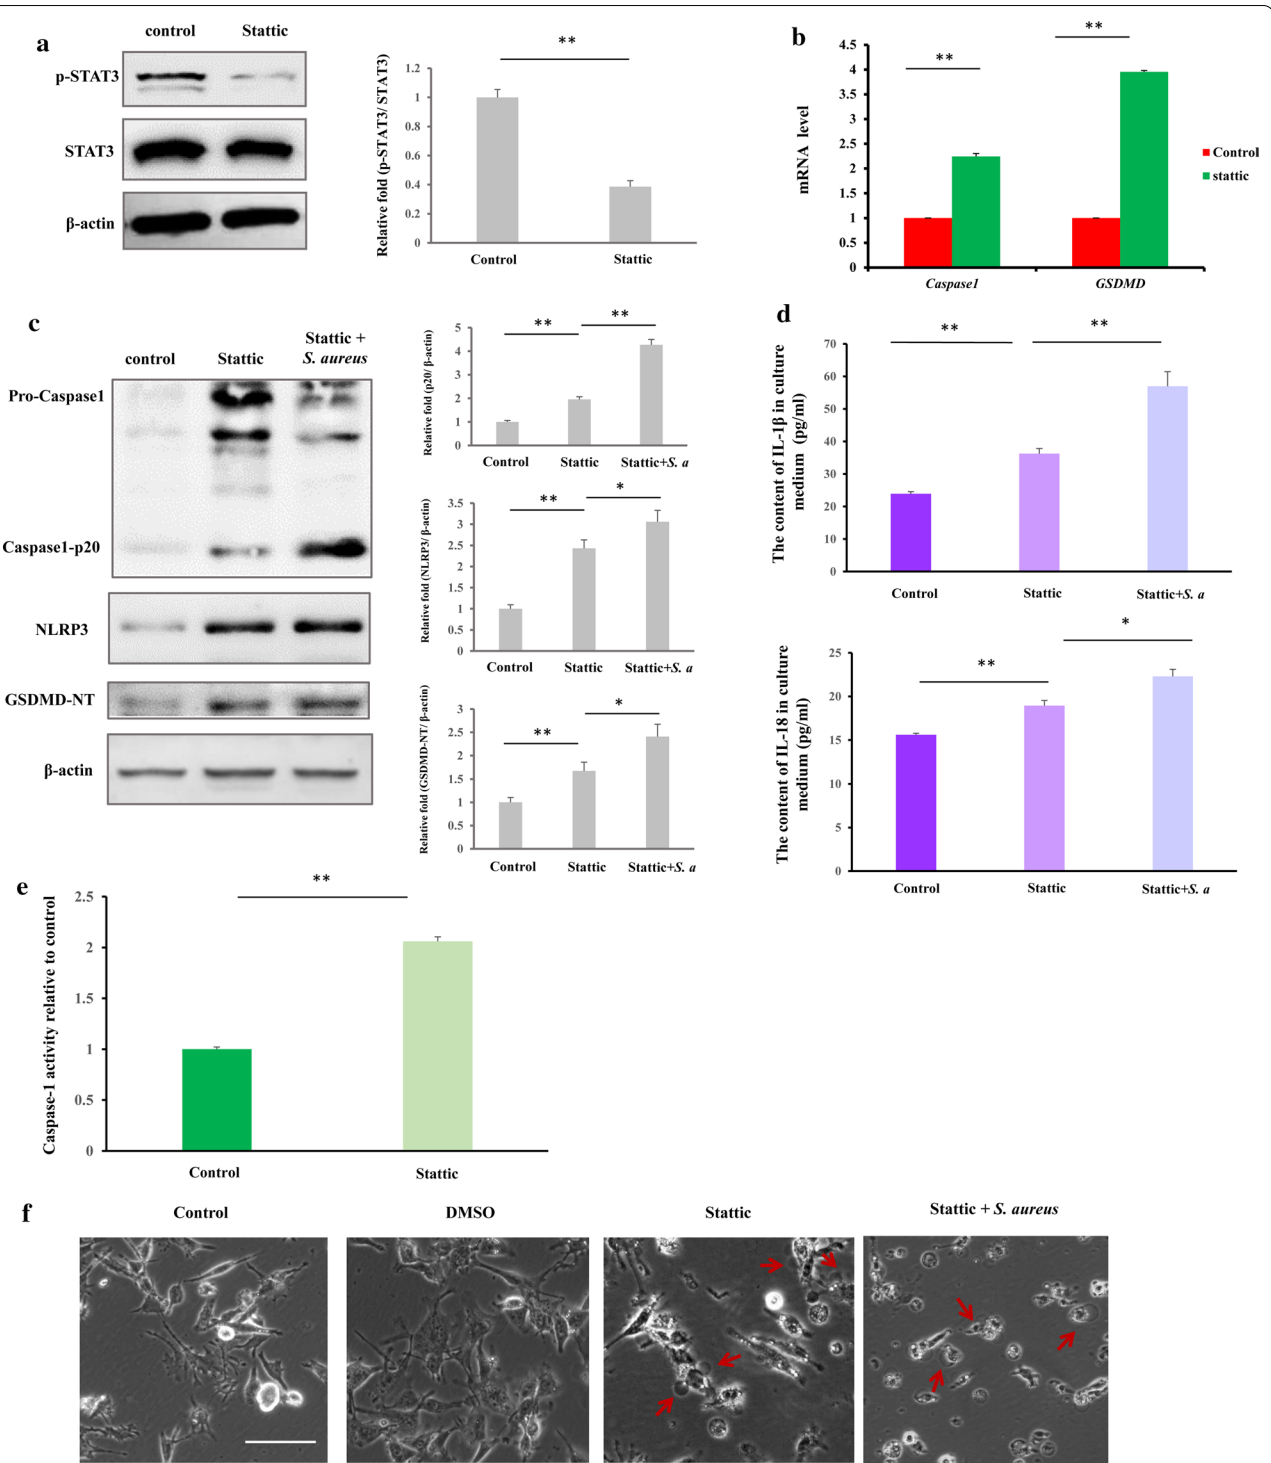 a
control Stattic
p-STAT3
STAT3
β-actin
**
Relative fold (p-STAT3/ STAT3)
1.2
1
0.8
0.6
0.4
0.2
0
Control Stattic
b
**
**
mRNA level
4.5
4
3.5
3
2.5
2
1.5
1
0.5
0
Caspase1 GSDMD
Control
stattic
c
control Stattic Stattic +
S. aureus
Pro-Caspase1
Caspase1-p20
NLRP3
GSDMD-NT
β-actin
**
**
Relative fold (p20/ β-actin)
5
4
3
2
1
0
Control Stattic Stattic+S. a
**
*
Relative fold (NLRP3/ β-actin)
3.5
3
2.5
2
1.5
1
0.5
0
Control Stattic Stattic+S. a
**
*
Relative fold (GSDMD-NT/ β-actin)
3
2.5
2
1.5
1
0.5
0
Control Stattic Stattic+S. a
d
**
**
The content of IL-1β in culture
medium (pg/ml)
70
60
50
40
30
20
10
0
Control Stattic Stattic+S. a
**
*
The content of IL-18 in culture
medium (pg/ml)
25
20
15
10
5
0
Control Stattic Stattic+S. a
e
**
Caspase-1 activity relative to control
2.5
2
1.5
1
0.5
0
Control Stattic
f
Control DMSO Stattic Stattic + S. aureus